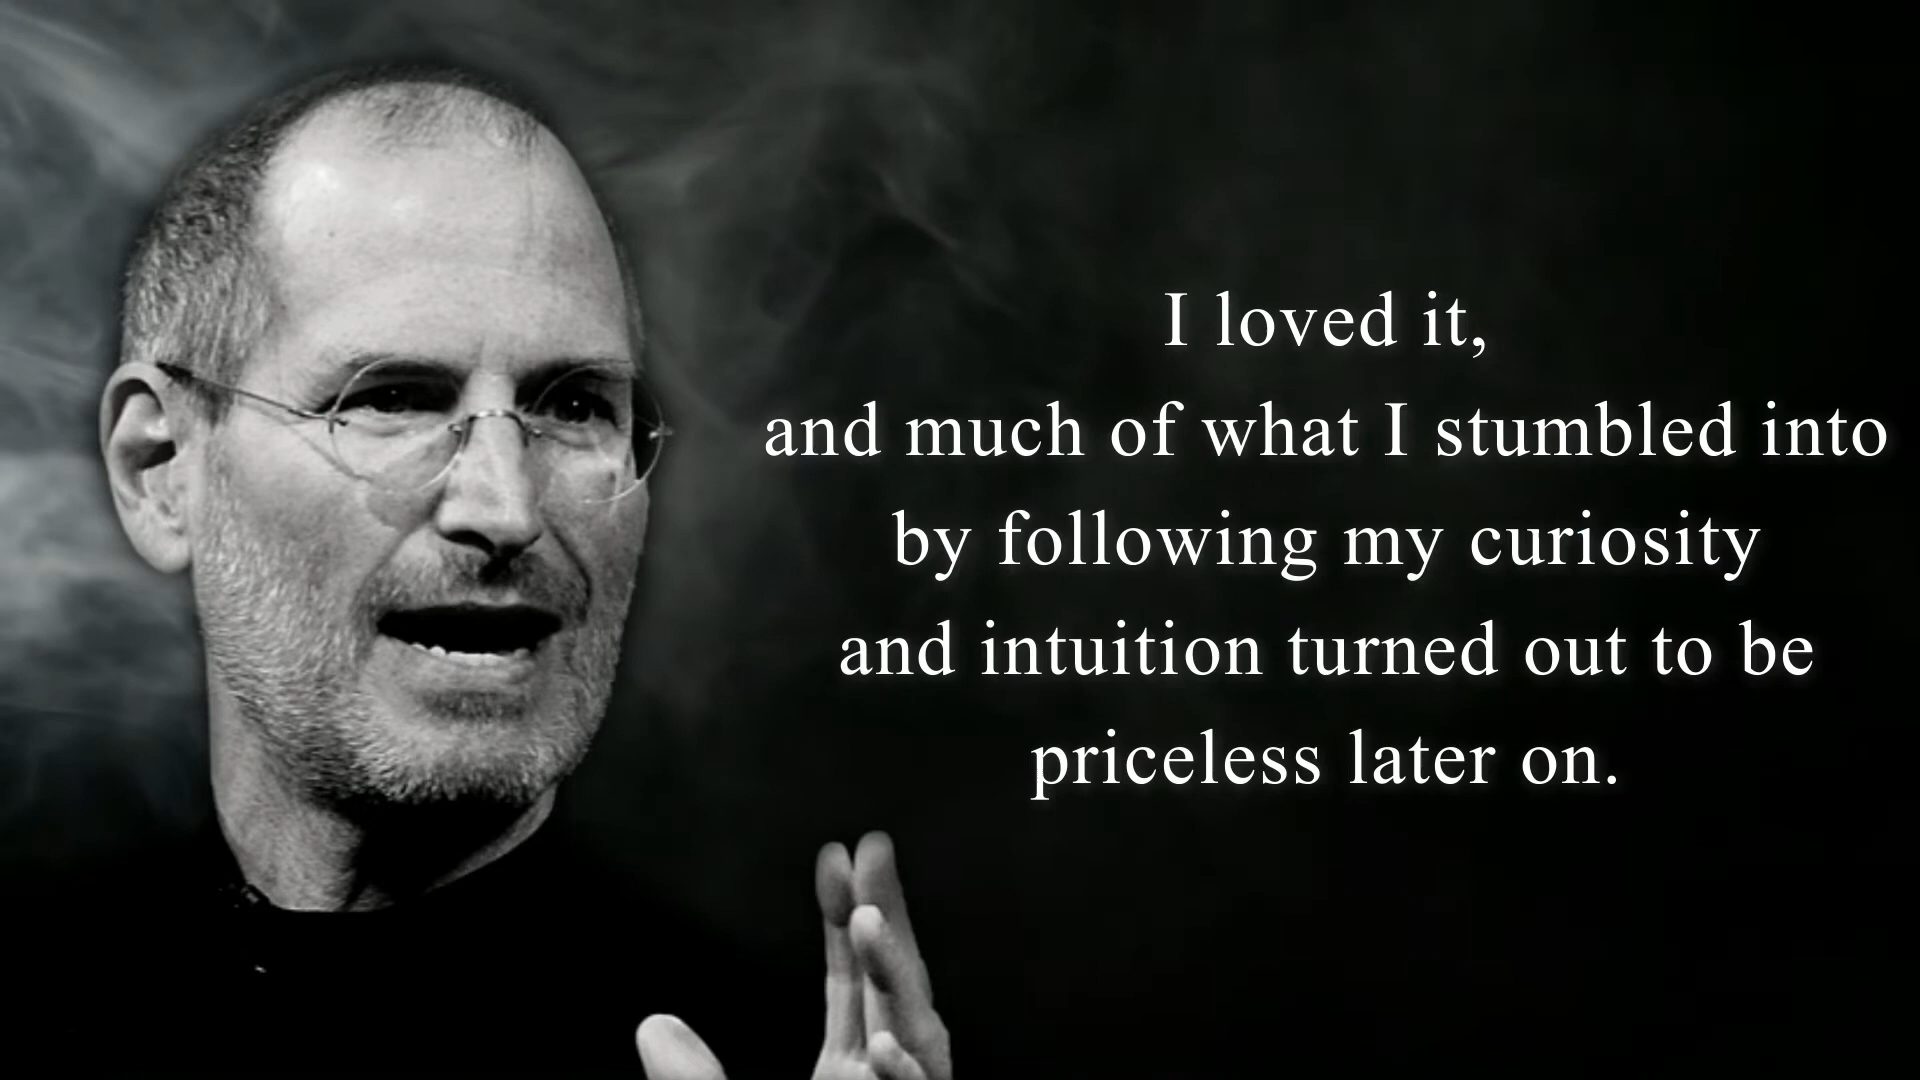 I loved it,
and much of what I stumbled into
by following my curiosity
and intuition turned out to be
priceless later on.